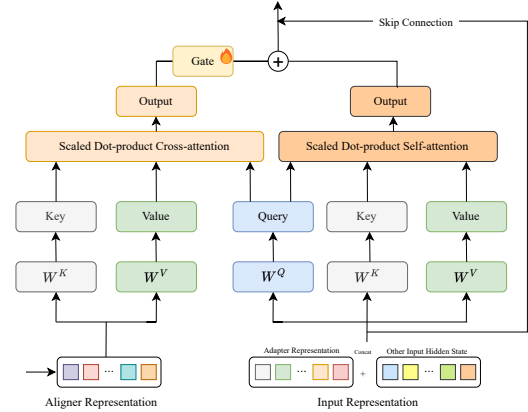 Skip Connection
Gate
+
Output
Output
Scaled Dot-product Cross-attention
Scaled Dot-product Self-attention
Key
Value
Query
Key
Value
W^K
W^V
W^Q
W^K
W^V
Adapter Representation
Concat
Other Input Hidden State
...
...
+
...
...
Aligner Representation
Input Representation